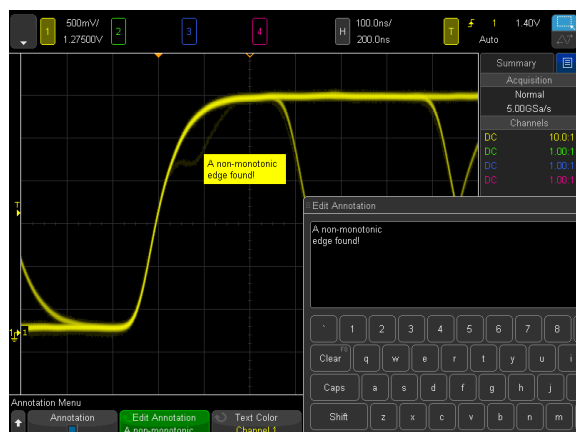 1
500mV/
1.27500V
2
3
4
H
100.0ns/
200.0ns
T
1
1.40V
Auto
Summary
Acquisition
Normal
5.00GSa/s
Channels
DC 10.0:1
DC 1.00:1
DC 1.00:1
DC 1.00:1
A non-monotonic
edge found!
T
1
Edit Annotation
A non-monotonic
edge found!
` 1 2 3 4 5 6 7 8
Clear F0 q w e r t y u i
Caps a s d f g h j
Shift z x c v b n m
Annotation Menu
Annotation
Edit Annotation
A non-monotonic
Text Color
Channel 1